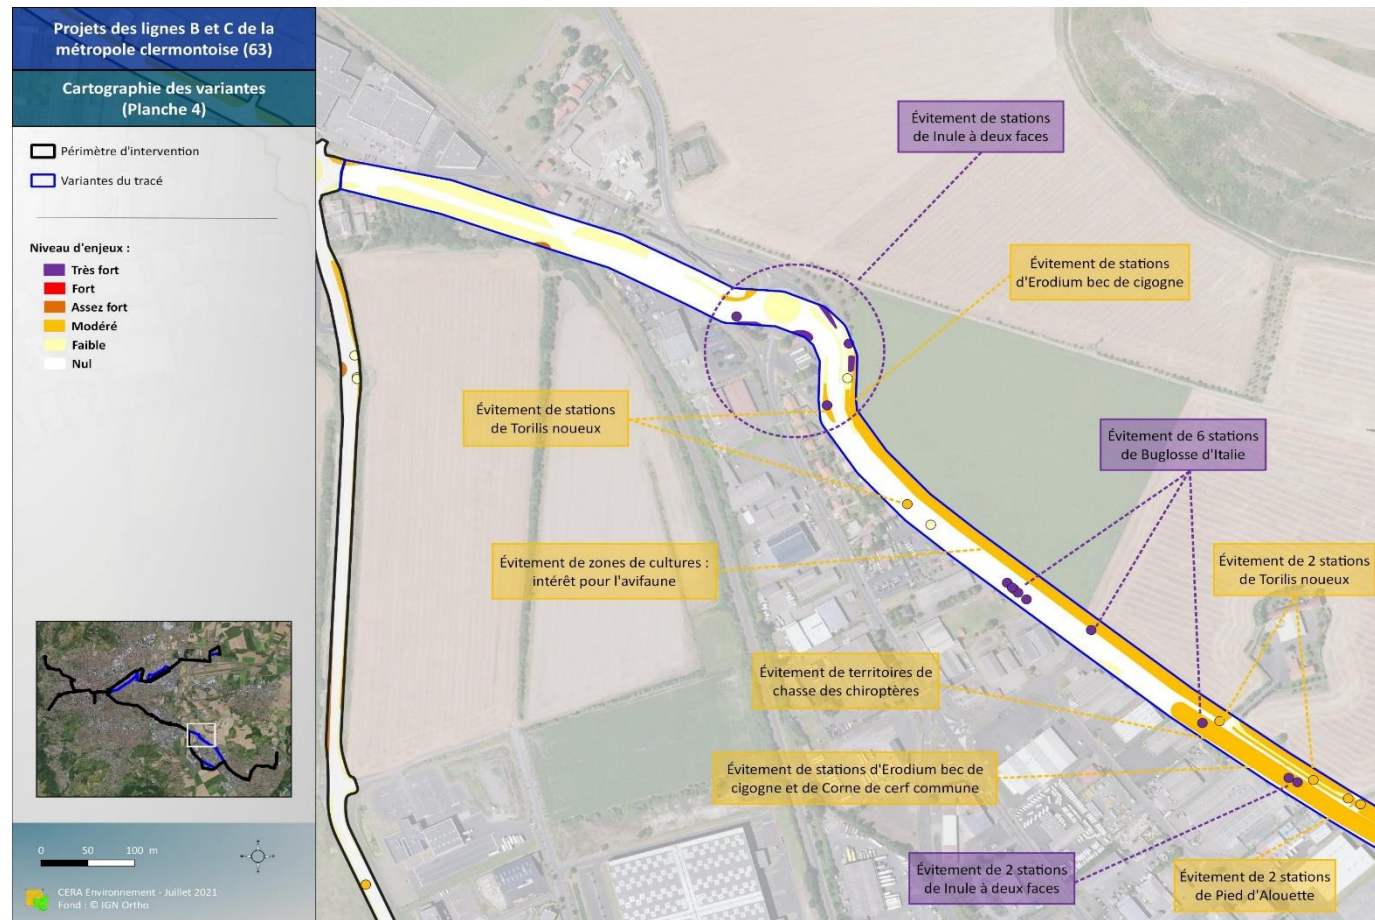 Projets des lignes B et C de la
métropole clermontoise (63)
Cartographie des variantes
(Planche 4)
Périmètre d'intervention
Variantes du tracé
Niveau d'enjeux :
Très fort
Fort
Assez fort
Modéré
Faible
Nul
0 50 100 m
CERA Environnement - Juillet 2021
Fond : © IGN Ortho
Évitement de stations
de Inule à deux faces
Évitement de stations
d'Erodium bec de cigogne
Évitement de stations
de Torilis noueux
Évitement de 6 stations
de Buglosse d'Italie
Évitement de zones de cultures :
intérêt pour l'avifaune
Évitement de 2 stations
de Torilis noueux
Évitement de territoires de
chasse des chiroptères
Évitement de stations d'Erodium bec de
cigogne et de Corne de cerf commune
Évitement de 2 stations
de Inule à deux faces
Évitement de 2 stations
de Pied d'Alouette